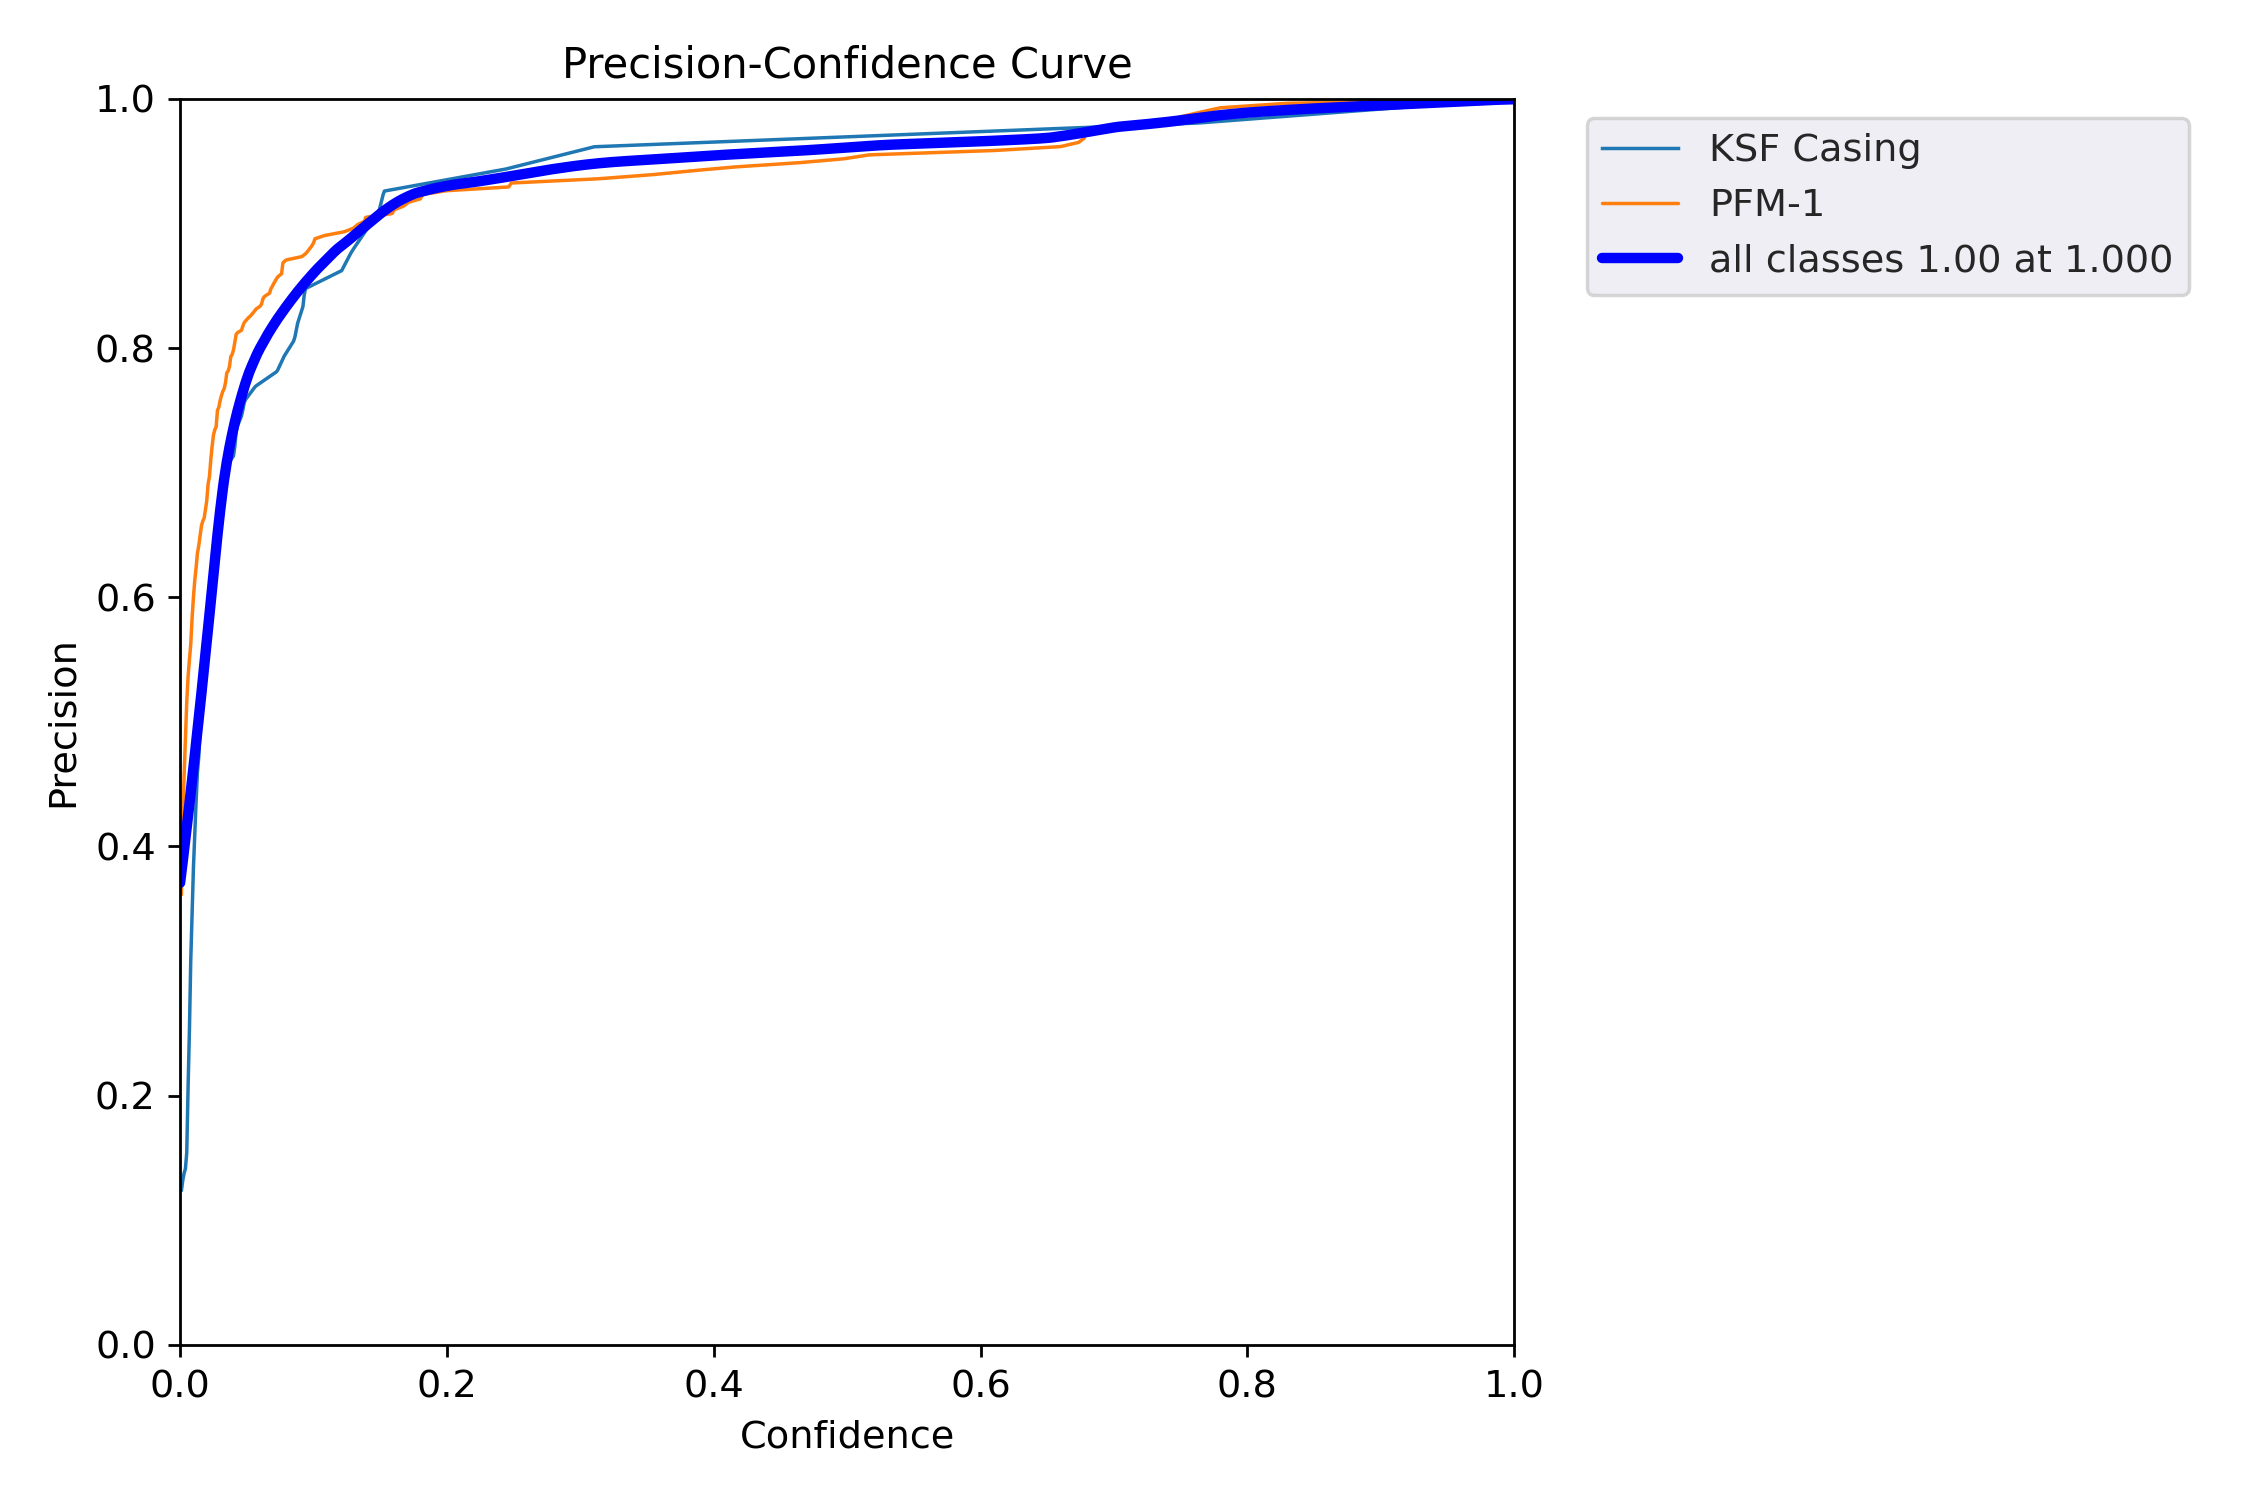 Precision-Confidence Curve
1.0
0.8
0.6
0.4
0.2
0.0
Precision
0.0 0.2 0.4 0.6 0.8 1.0
Confidence
KSF Casing
PFM-1
all classes 1.00 at 1.000